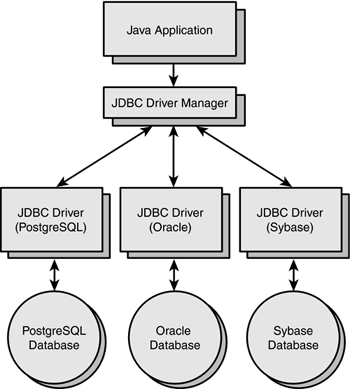 Java Application
JDBC Driver Manager
JDBC Driver
(PostgreSQL)
JDBC Driver
(Oracle)
JDBC Driver
(Sybase)
PostgreSQL
Database
Oracle
Database
Sybase
Database